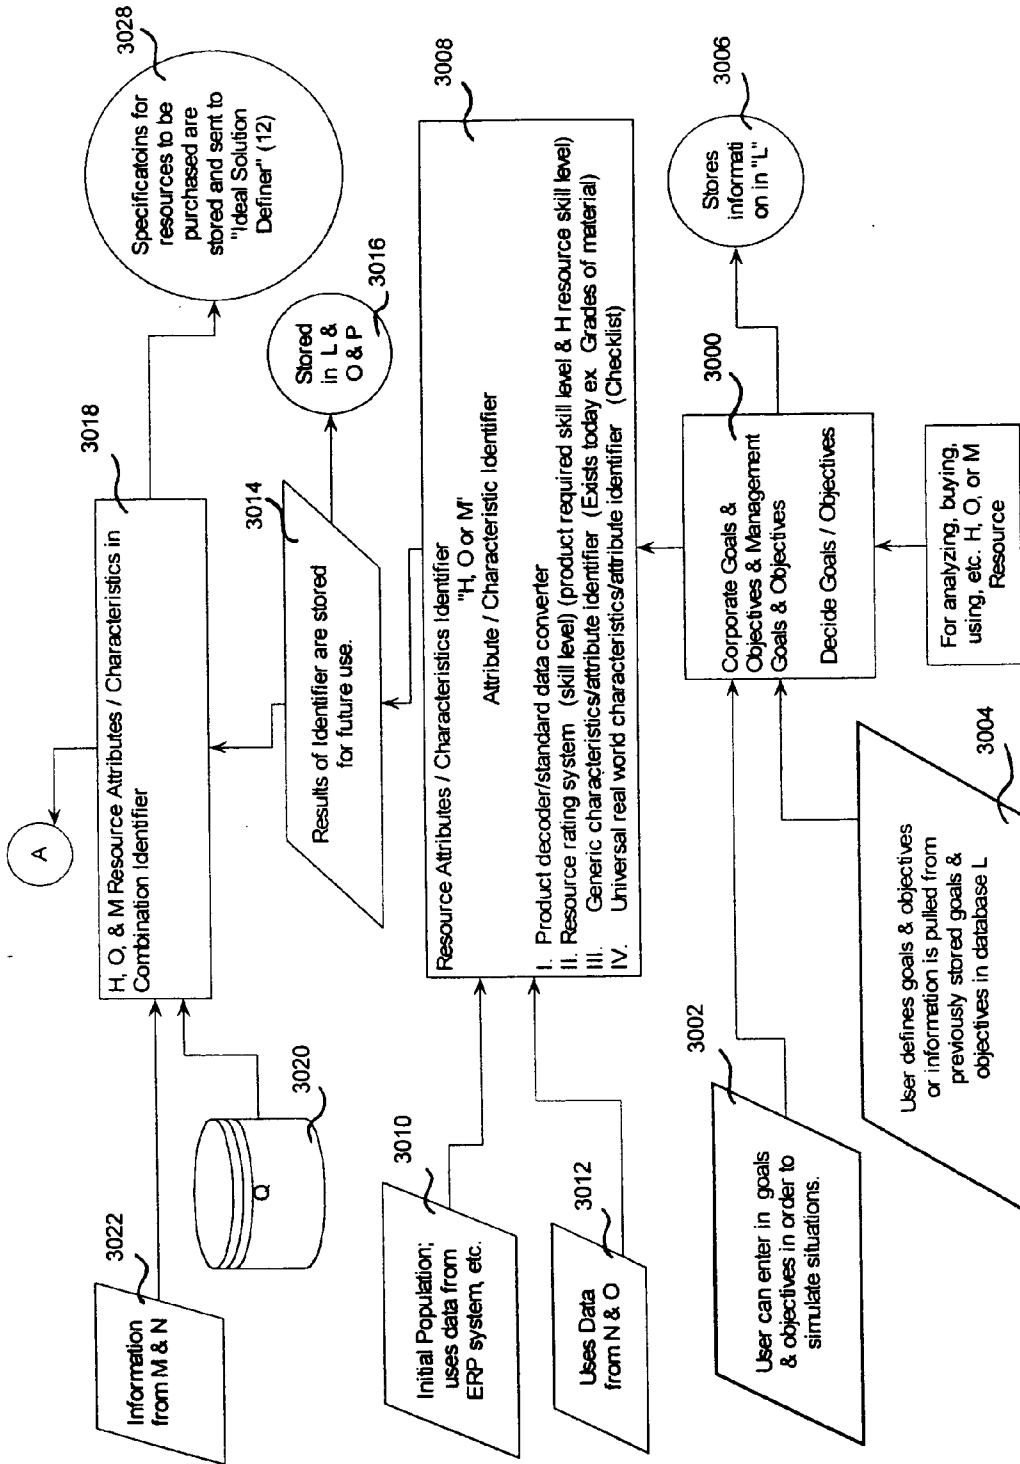 3028
Specificatoins for
resources to be
purchased are
stored and sent to
"Ideal Solution
Definer" (12)
3018
A
H, O, & M Resource Attributes / Characteristics in
Combination Identifier
3022
Information
from M & N
3020
Q
3014
Results of Identifier are stored
for future use.
3016
Stored
in L &
O & P
3008
Resource Attributes / Characteristics Identifier
"H, O or M"
Attribute / Characteristic Identifier
I. Product decoder/standard data converter
II. Resource rating system (skill level) (product required skill level & H resource skill level)
III. Generic characteristics/attribute identifier (Exists today ex Grades of material)
IV. Universal real world characteristics/attribute identifier (Checklist)
3010
Initial Population;
uses data from
ERP system, etc.
3012
Uses Data
from N & O
3006
Stores
informati
on in "L"
3000
Corporate Goals &
Objectives & Management
Goals & Objectives
Decide Goals / Objectives
3002
User can enter in goals
& objectives in order to
simulate situations.
3004
User defines goals & objectives
or information is pulled from
previously stored goals &
objectives in database L
For analyzing, buying,
using, etc. H, O, or M
Resource